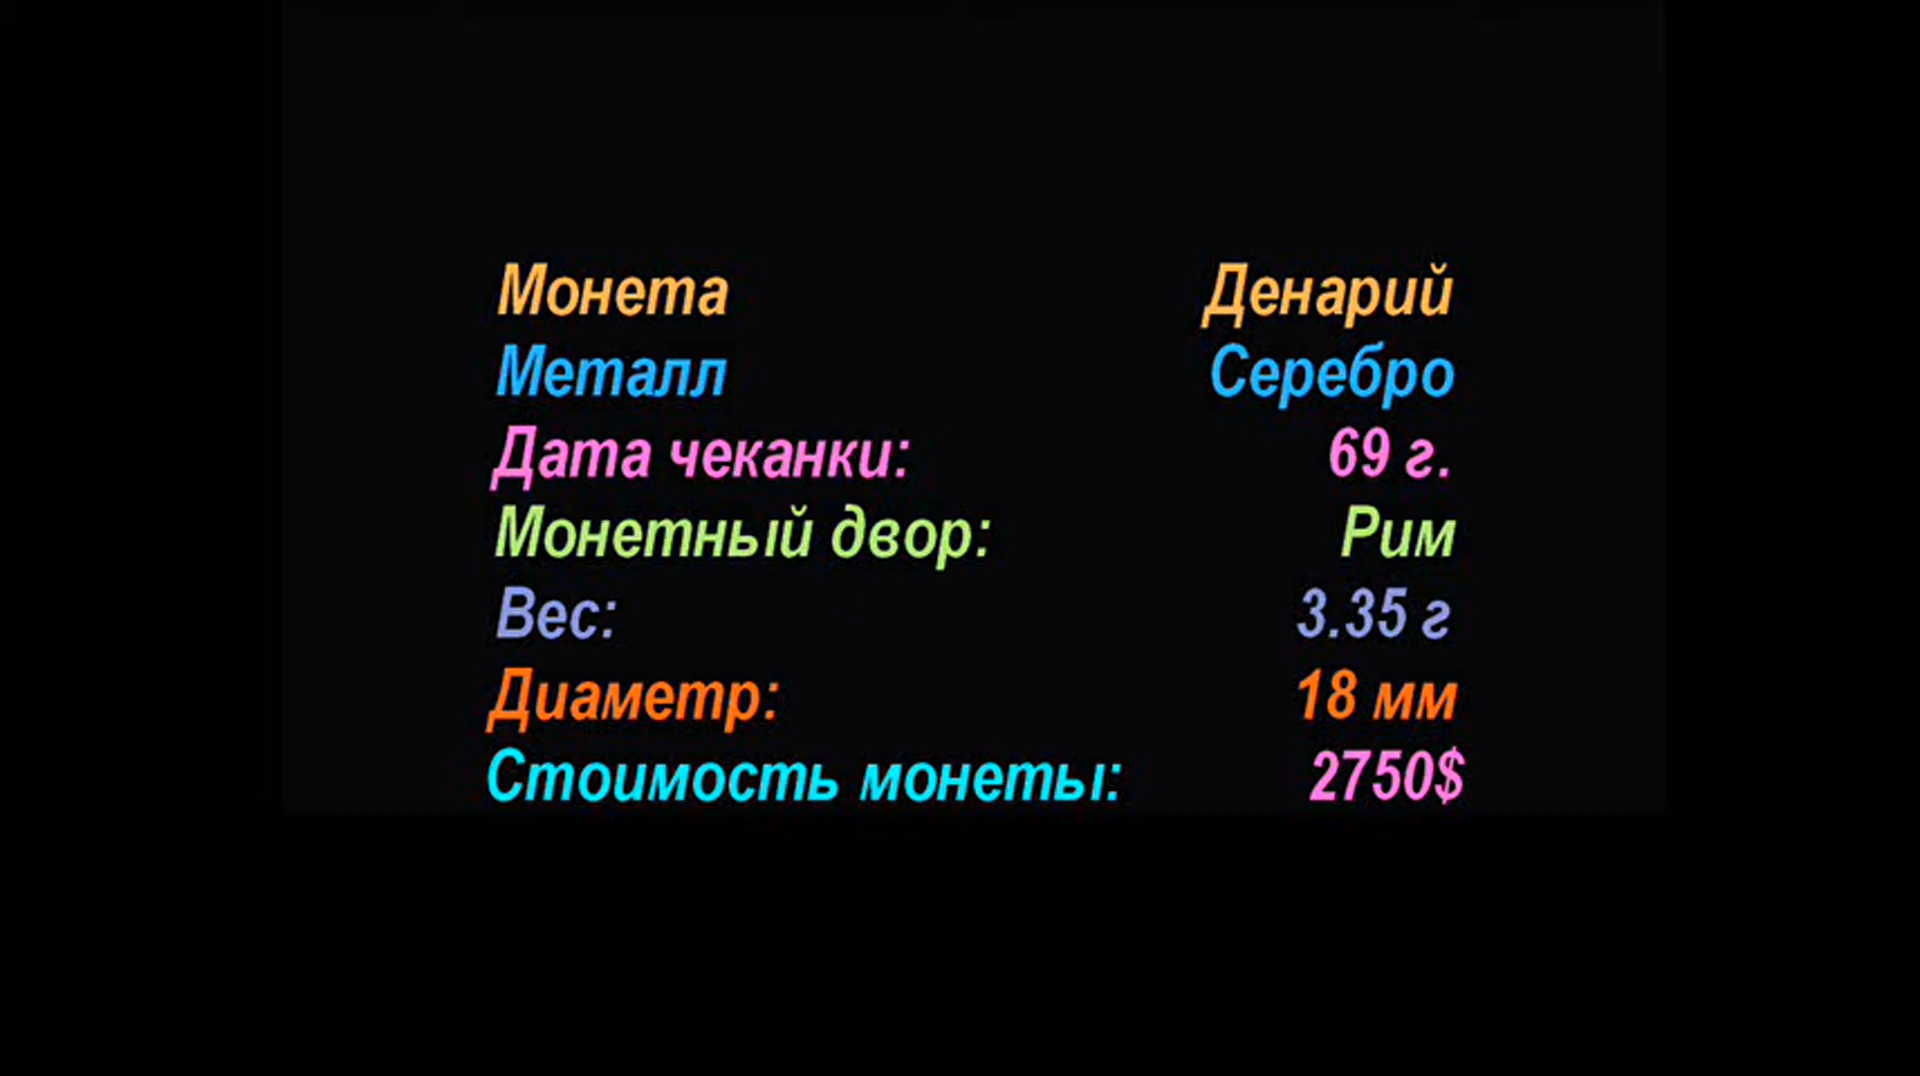 Монета Денарий
Металл Серебро
Дата чеканки: 69 г.
Монетный двор: Рим
Вес: 3.35 г
Диаметр: 18 мм
Стоимость монеты: 2750$